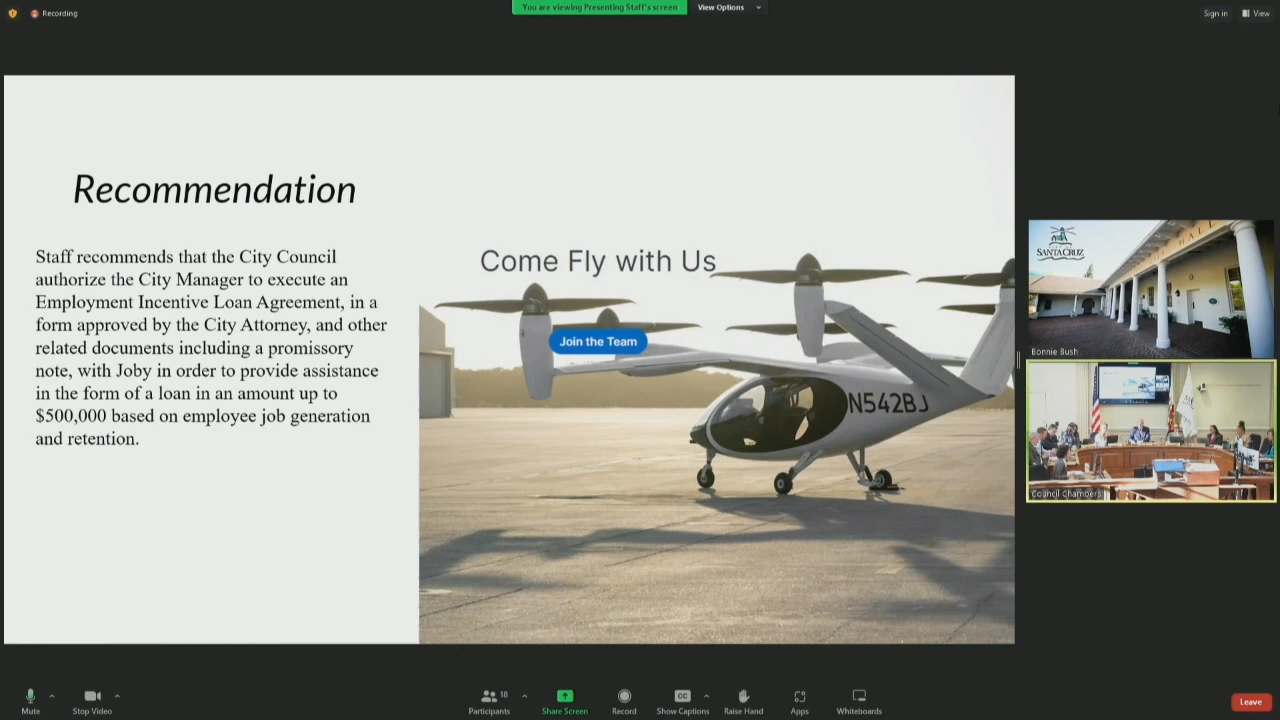 Recording
You are viewing Presenting Staff's screen
View Options
Sign in
View
Recommendation
Staff recommends that the City Council
authorize the City Manager to execute an
Employment Incentive Loan Agreement, in a
form approved by the City Attorney, and other
related documents including a promissory
note, with Joby in order to provide assistance
in the form of a loan in an amount up to
$500,000 based on employee job generation
and retention.
Come Fly with Us
Join the Team
N542BJ
SANTA CRUZ
HALL
Bonnie Bush
Council Chambers
Mute
Stop Video
18
Participants
Share Screen
Record
CC
Show Captions
Raise Hand
Apps
Whiteboards
Leave